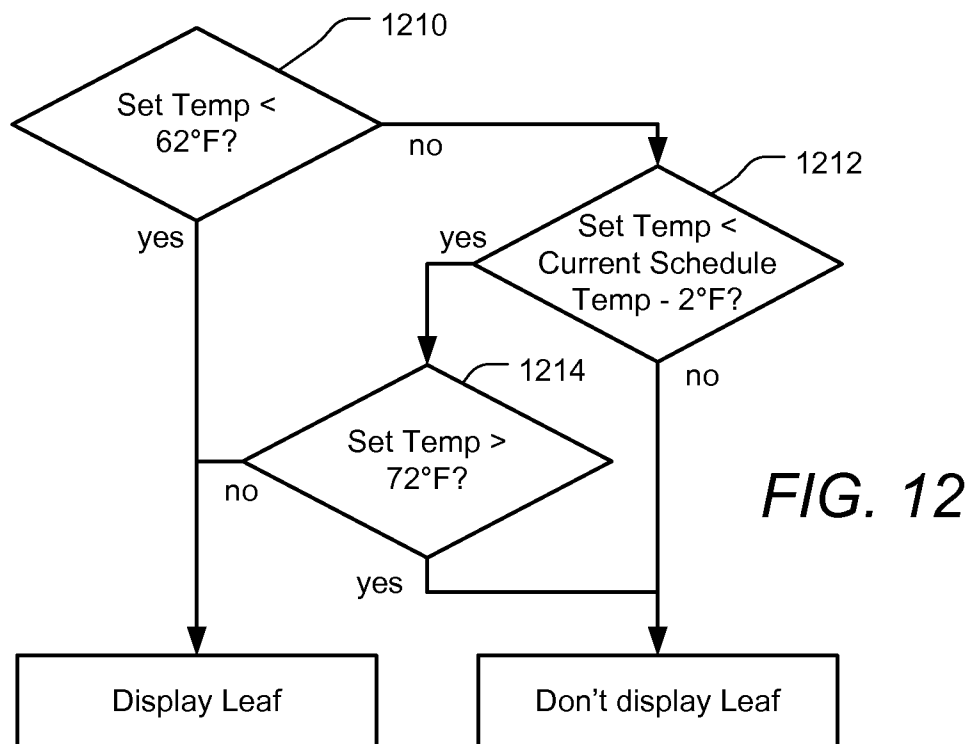 1210
Set Temp <
62°F?
no
yes
1212
Set Temp <
Current Schedule
Temp - 2°F?
yes
no
1214
Set Temp >
72°F?
no
yes
FIG. 12
Display Leaf
Don’t display Leaf